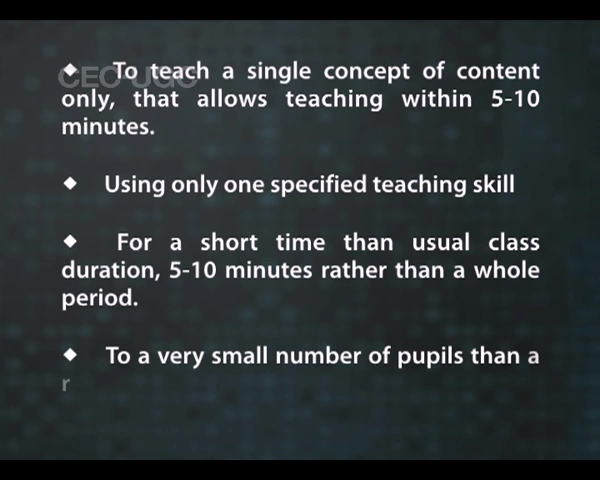 CEC UGC
◆ To teach a single concept of content
only, that allows teaching within 5-10
minutes.
◆ Using only one specified teaching skill
◆ For a short time than usual class
duration, 5-10 minutes rather than a whole
period.
◆ To a very small number of pupils than a
r